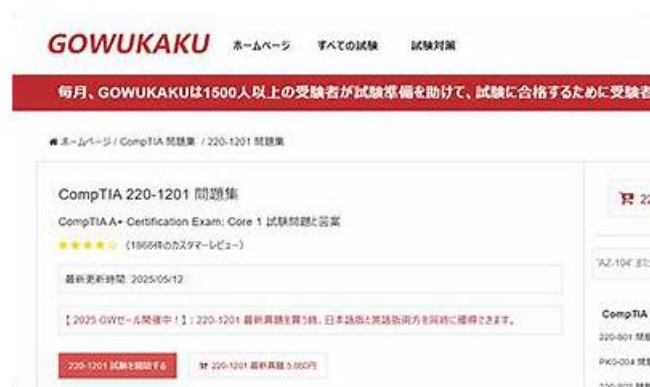 GOWUKAKU
ホームページ すべての試験 試験対策
毎月、GOWUKAKUは1500人以上の受験者が試験準備を助けて、試験に合格するために受験者
ホームページ / CompTIA 問題集 / 220-1201 問題集
CompTIA 220-1201 問題集
CompTIA A+ Certification Exam: Core 1 試験問題と答案
(1868件のカスタマーレビュー)
最新更新時間: 2025/05/12
【 2025 GWセール開催中！】: 220-1201 最新真題を買う時、日本語版と英語版両方を同時に獲得できます。
220-1201 試験を開始する
220-1201 最新真題 5,660円
22
"AZ-104"
CompTIA
220-601
PK0-004